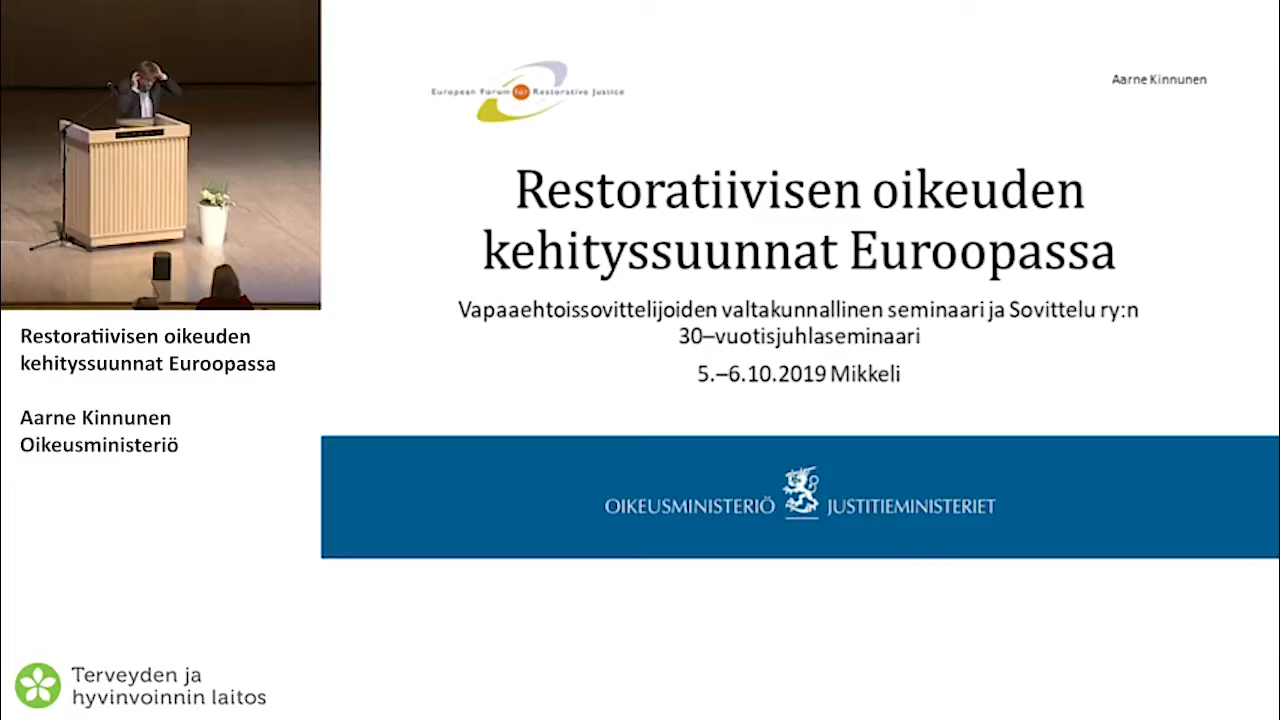 European Forum for Restorative Justice
Aarne Kinnunen
Restoratiivisen oikeuden
kehityssuunnat Euroopassa
Vapaaehtoissovittelijoiden valtakunnallinen seminaari ja Sovittelu ry:n
30–vuotisjuhlaseminaari
5.–6.10.2019 Mikkeli
OIKEUSMINISTERIÖ JUSTITIEMINISTERIET
Restoratiivisen oikeuden
kehityssuunnat Euroopassa
Aarne Kinnunen
Oikeusministeriö
Terveyden ja
hyvinvoinnin laitos